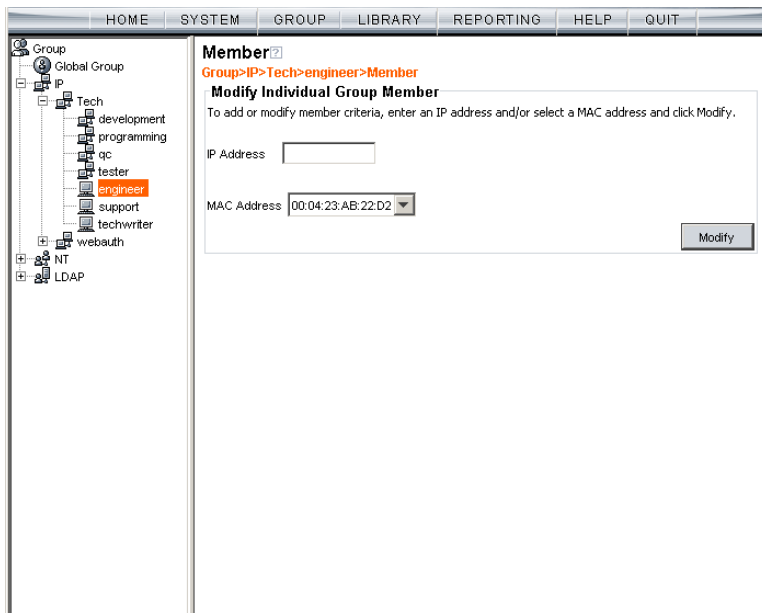 HOME SYSTEM GROUP LIBRARY REPORTING HELP QUIT
Group
Global Group
IP
Tech
development
programming
qc
tester
engineer
support
techwriter
webauth
NT
LDAP
Member?
Group>IP>Tech>engineer>Member
Modify Individual Group Member
To add or modify member criteria, enter an IP address and/or select a MAC address and click Modify.
IP Address
MAC Address 00:04:23:AB:22:D2
Modify